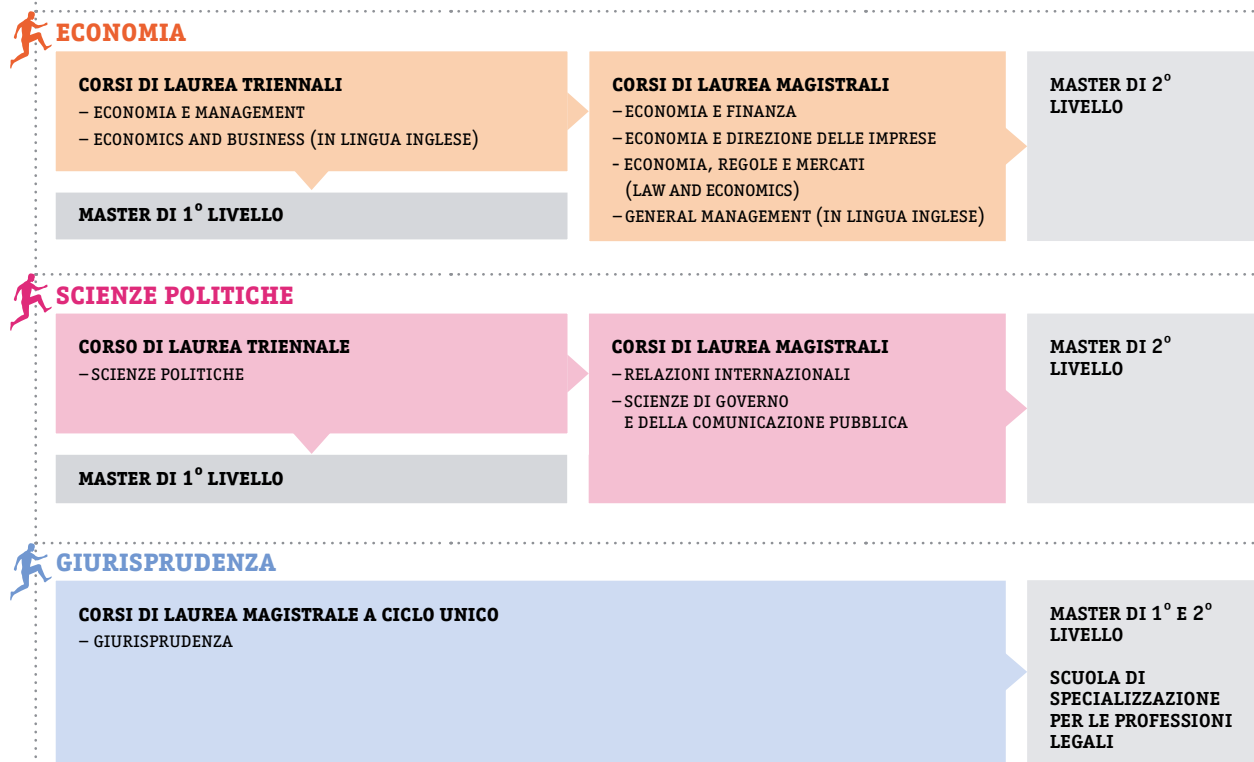 ECONOMIA
CORSI DI LAUREA TRIENNALI
– ECONOMIA E MANAGEMENT
– ECONOMICS AND BUSINESS (IN LINGUA INGLESE)
MASTER DI 1° LIVELLO
CORSI DI LAUREA MAGISTRALI
– ECONOMIA E FINANZA
– ECONOMIA E DIREZIONE DELLE IMPRESE
- ECONOMIA, REGOLE E MERCATI
(LAW AND ECONOMICS)
– GENERAL MANAGEMENT (IN LINGUA INGLESE)
MASTER DI 2°
LIVELLO
SCIENZE POLITICHE
CORSO DI LAUREA TRIENNALE
– SCIENZE POLITICHE
MASTER DI 1° LIVELLO
CORSI DI LAUREA MAGISTRALI
– RELAZIONI INTERNAZIONALI
– SCIENZE DI GOVERNO
E DELLA COMUNICAZIONE PUBBLICA
MASTER DI 2°
LIVELLO
GIURISPRUDENZA
CORSI DI LAUREA MAGISTRALE A CICLO UNICO
– GIURISPRUDENZA
MASTER DI 1° E 2°
LIVELLO
SCUOLA DI
SPECIALIZZAZIONE
PER LE PROFESSIONI
LEGALI